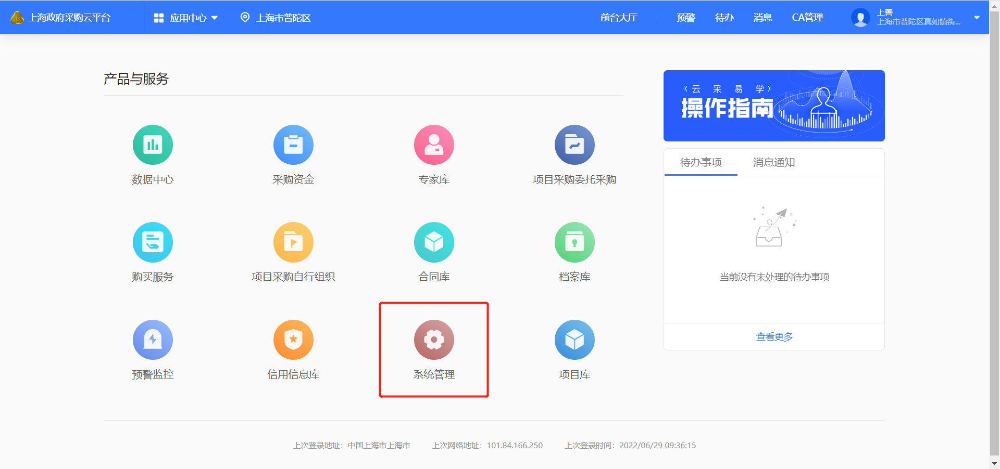 上海政府采购云平台 应用中心 上海市普陀区 前台大厅 预警 待办 消息 CA管理 上善
上海市普陀区真如镇街...
产品与服务
《云采易学》
操作指南
数据中心 采购资金 专家库 项目采购委托采购
待办事项 消息通知
购买服务 项目采购自行组织 合同库 档案库
当前没有未处理的待办事项
查看更多
预警监控 信用信息库 系统管理 项目库
上次登录地址：中国上海市上海市 上次网络地址：101.84.166.250 上次登录时间：2022/06/29 09:36:15